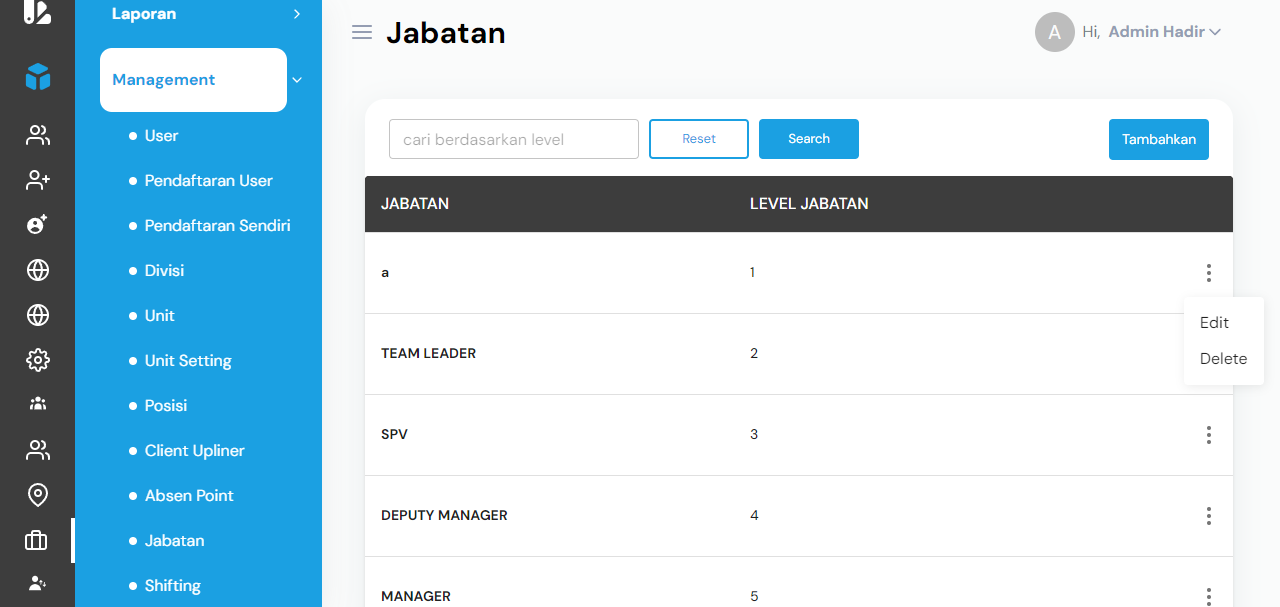 Laporan
Management
User
Pendaftaran User
Pendaftaran Sendiri
Divisi
Unit
Unit Setting
Posisi
Client Upliner
Absen Point
Jabatan
Shifting
Jabatan
A Hi, Admin Hadir
cari berdasarkan level Reset Search Tambahkan
JABATAN LEVEL JABATAN
a 1
Edit
Delete
TEAM LEADER 2
SPV 3
DEPUTY MANAGER 4
MANAGER 5